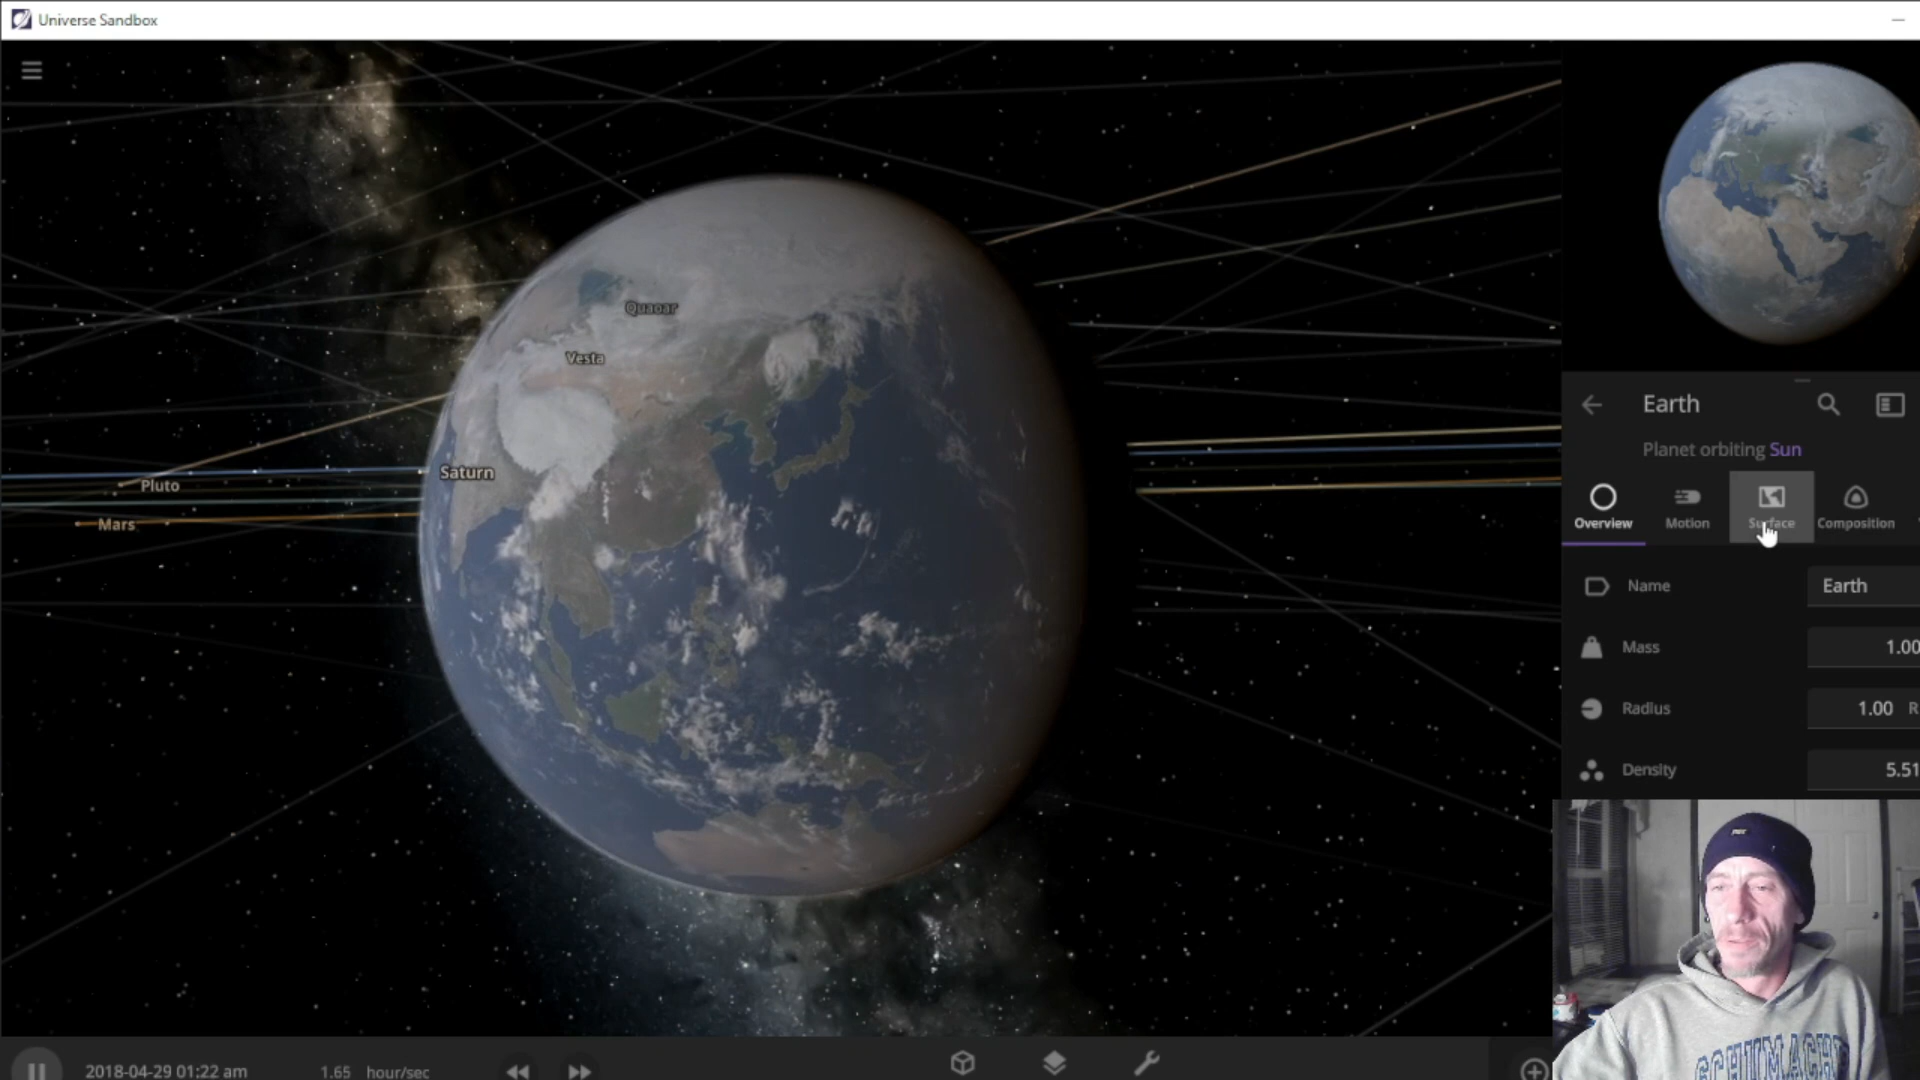 Universe Sandbox
Quaoar
Vesta
Saturn
Pluto
Mars
Earth
Planet orbiting Sun
Overview
Motion
Surface
Composition
Name
Earth
Mass
1.00
Radius
1.00 R
Density
5.51
SCHUMACH
2018-04-29 01:22 am
1.65 hour/sec